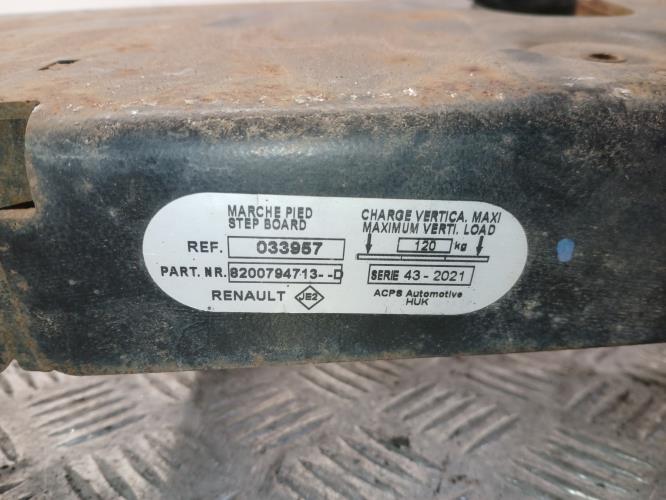 MARCHE PIED
STEP BOARD
REF. 033957
PART. NR. 8200794713--D
RENAULT JE2
CHARGE VERTICA. MAXI
MAXIMUM VERTI. LOAD
120 kg
SERIE 43-2021
ACPS Automotive
HUK